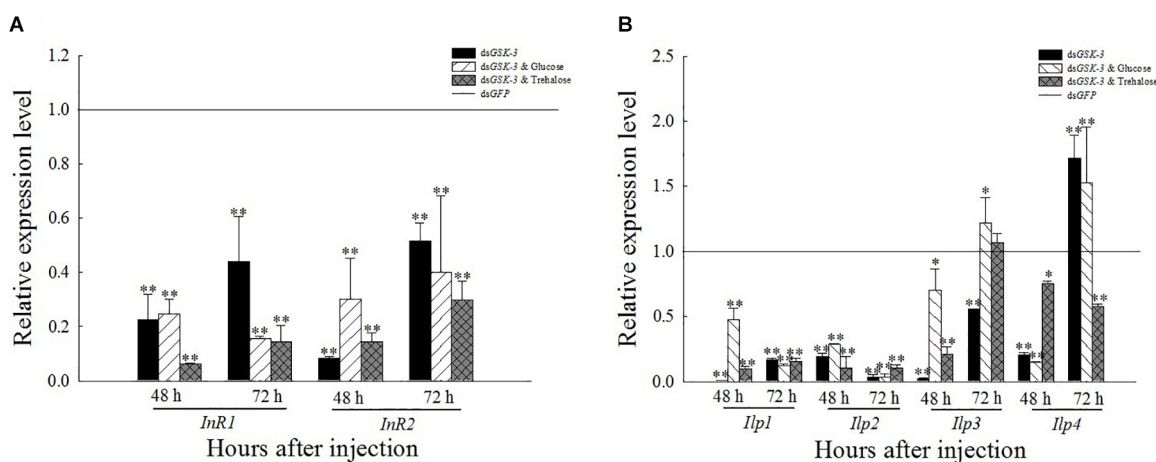 A
Relative expression level
1.2
1.0
0.8
0.6
0.4
0.2
0.0
dsGSK-3
dsGSK-3 & Glucose
dsGSK-3 & Trehalose
dsGFP
** ** ** ** ** ** ** ** ** ** ** **
48 h 72 h 48 h 72 h
InR1 InR2
Hours after injection
B
Relative expression level
2.5
2.0
1.5
1.0
0.5
0.0
dsGSK-3
dsGSK-3 & Glucose
dsGSK-3 & Trehalose
dsGFP
** ** ** ** ** ** ** ** ** ** ** ** ** * ** ** * ** ** * ** ** **
48 h 72 h 48 h 72 h 48 h 72 h 48 h 72 h
Ilp1 Ilp2 Ilp3 Ilp4
Hours after injection